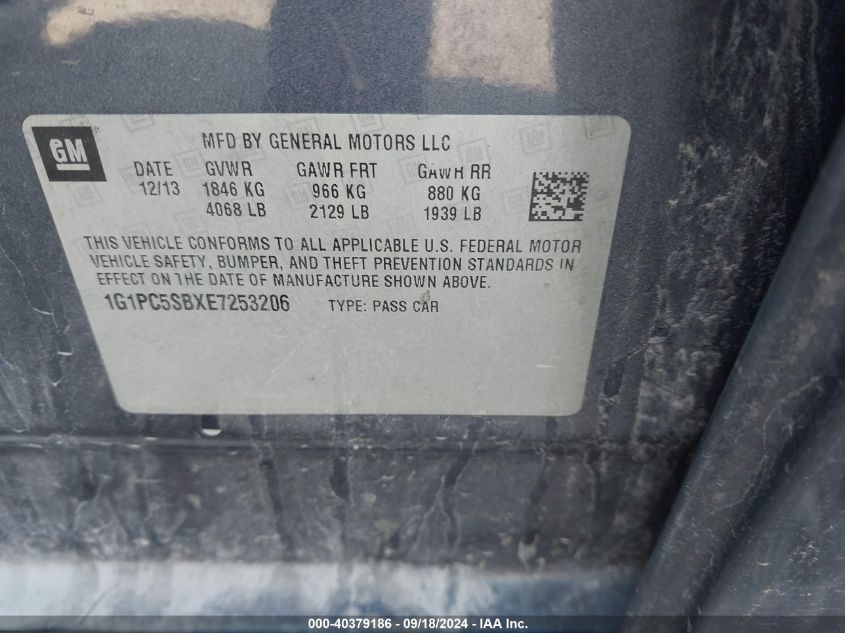 GM
MFD BY GENERAL MOTORS LLC
DATE GVWR GAWR FRT GAWR RR
12/13 1846 KG 966 KG 880 KG
4068 LB 2129 LB 1939 LB
THIS VEHICLE CONFORMS TO ALL APPLICABLE U.S. FEDERAL MOTOR
VEHICLE SAFETY, BUMPER, AND THEFT PREVENTION STANDARDS IN
EFFECT ON THE DATE OF MANUFACTURE SHOWN ABOVE.
1G1PC5SBXE7253206 TYPE: PASS CAR
000-40379186 - 09/18/2024 - IAA Inc.